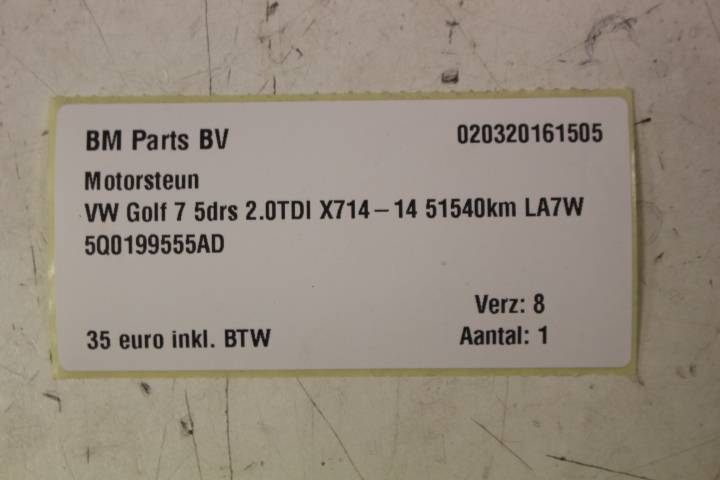 BM Parts BV 020320161505
Motorsteun
VW Golf 7 5drs 2.0TDI X714-14 51540km LA7W
5Q0199555AD
Verz: 8
35 euro inkl. BTW Aantal: 1